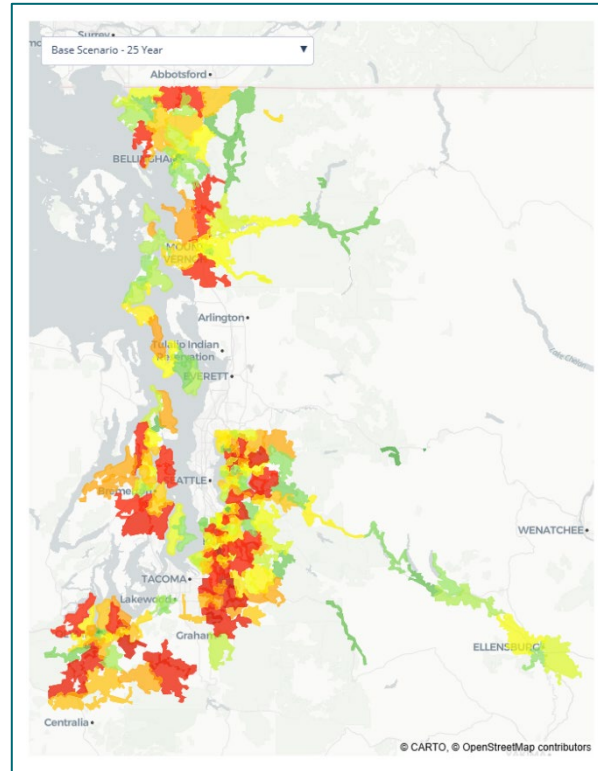 Surrey
Base Scenario - 25 Year
Abbotsford
BELLINGHAM
MOUNT
VERNON
Arlington
Tulalip Indian
Reservation
EVERETT
SEATTLE
Bremerton
WENATCHEE
TACOMA
Lakewood
Graham
ELLENSBURG
Centralia
© CARTO, © OpenStreetMap contributors